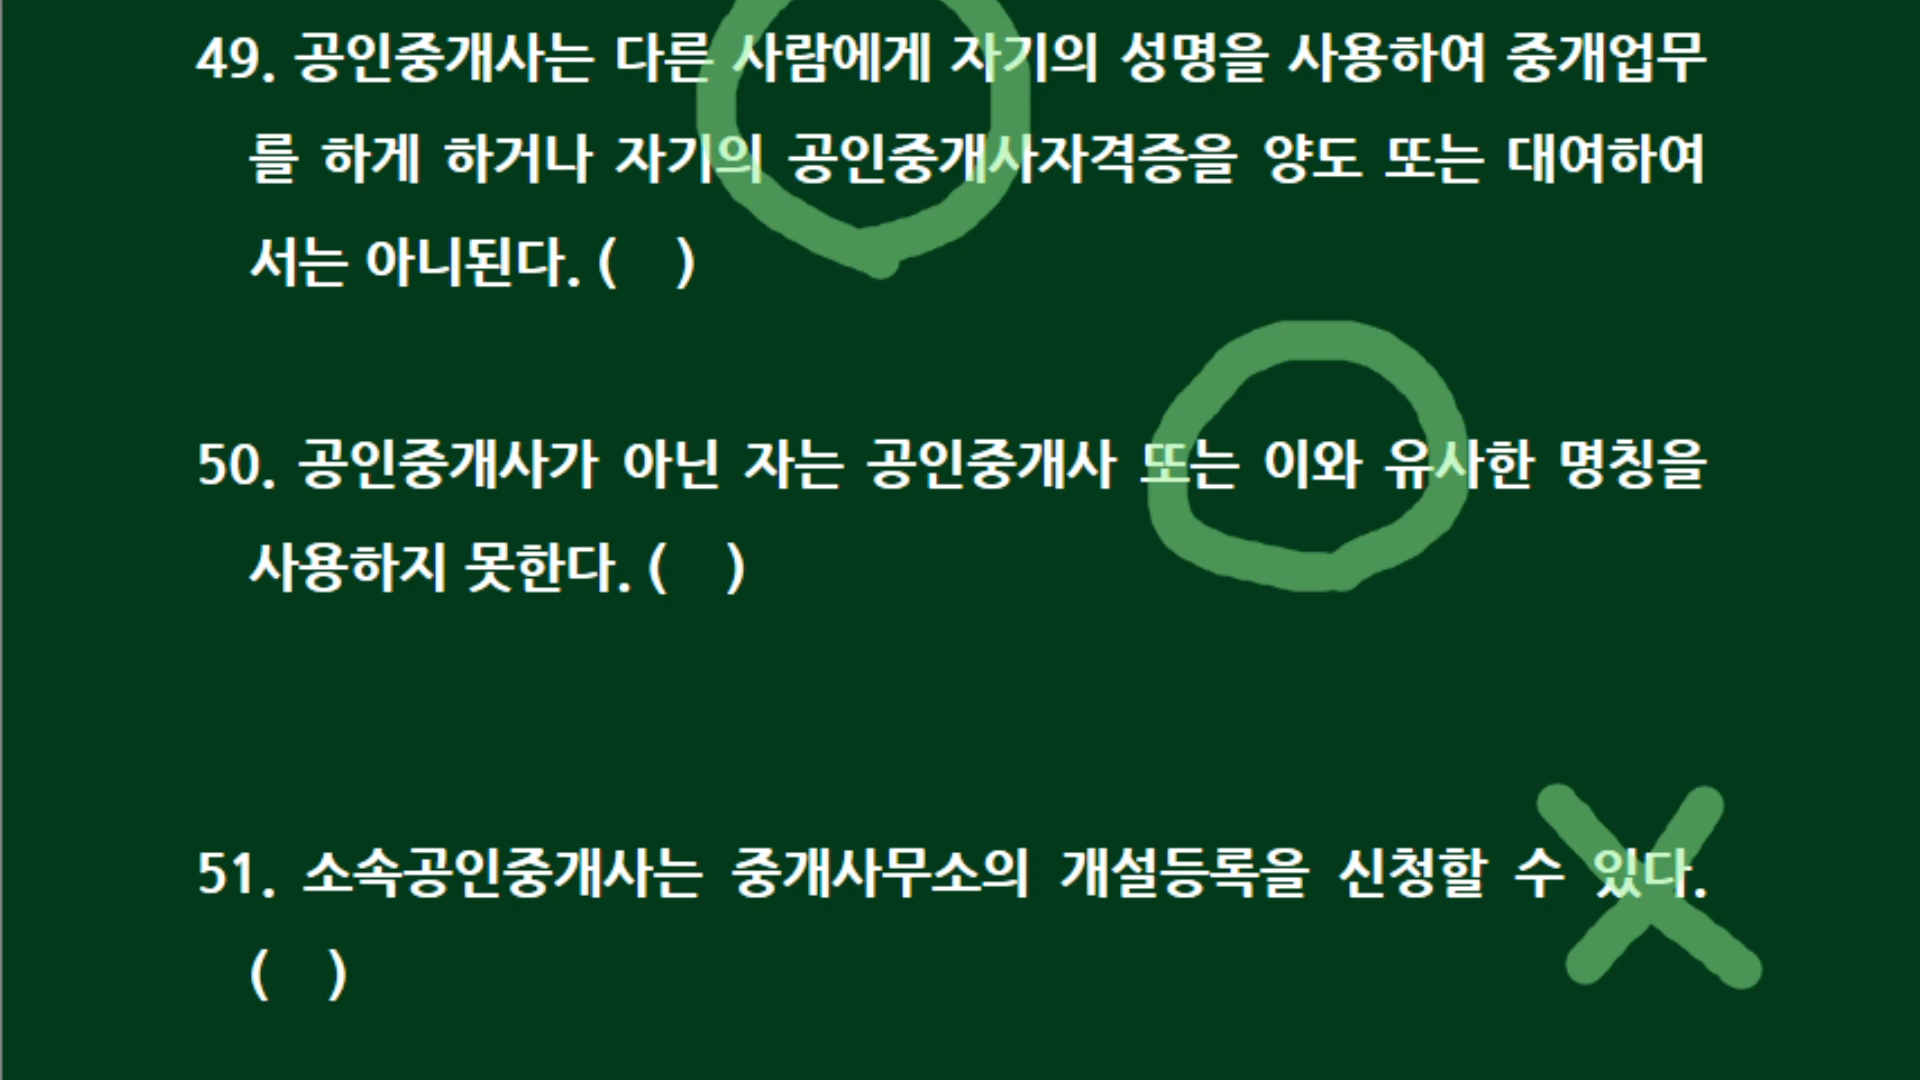 49. 공인중개사는 다른 사람에게 자기의 성명을 사용하여 중개업무
를 하게 하거나 자기의 공인중개사자격증을 양도 또는 대여하여
서는 아니된다. (   )
50. 공인중개사가 아닌 자는 공인중개사 또는 이와 유사한 명칭을
사용하지 못한다. (   )
51. 소속공인중개사는 중개사무소의 개설등록을 신청할 수 있다.
(   )